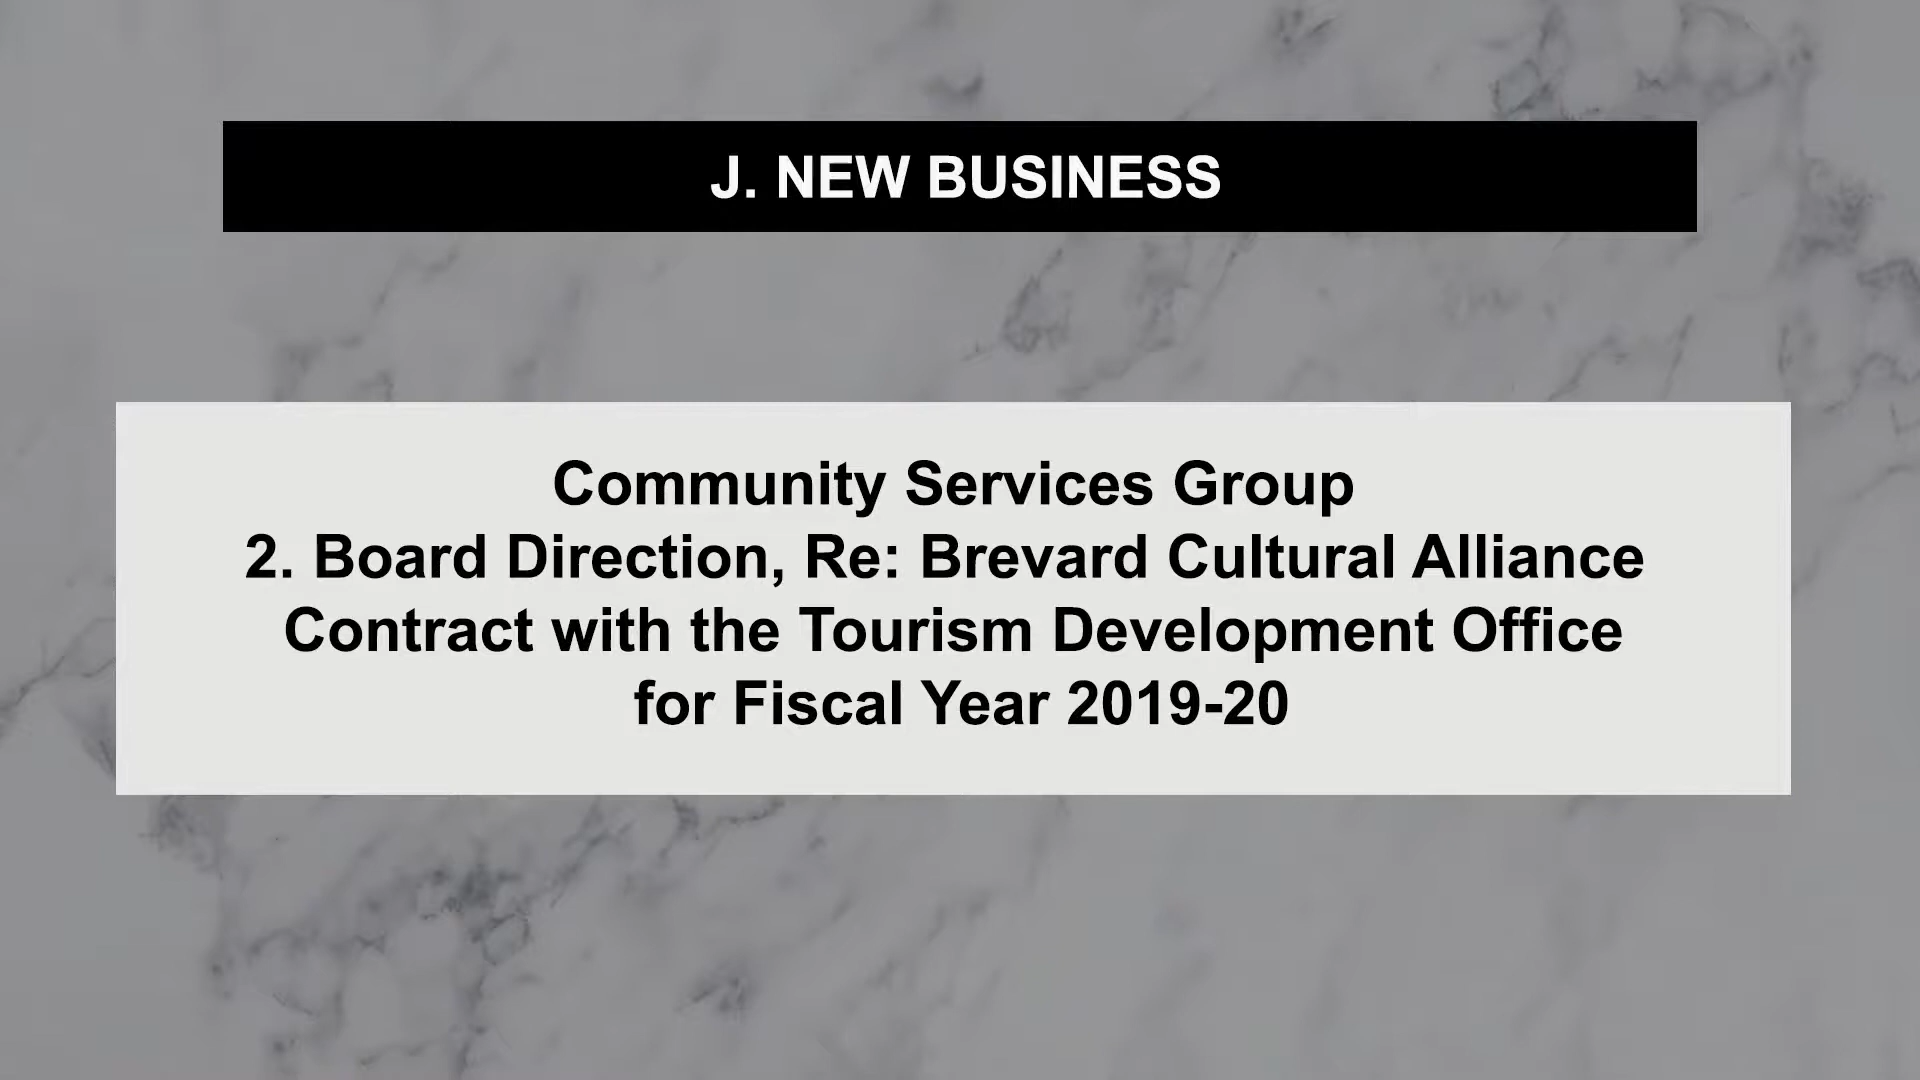 J. NEW BUSINESS
Community Services Group
2. Board Direction, Re: Brevard Cultural Alliance
Contract with the Tourism Development Office
for Fiscal Year 2019-20